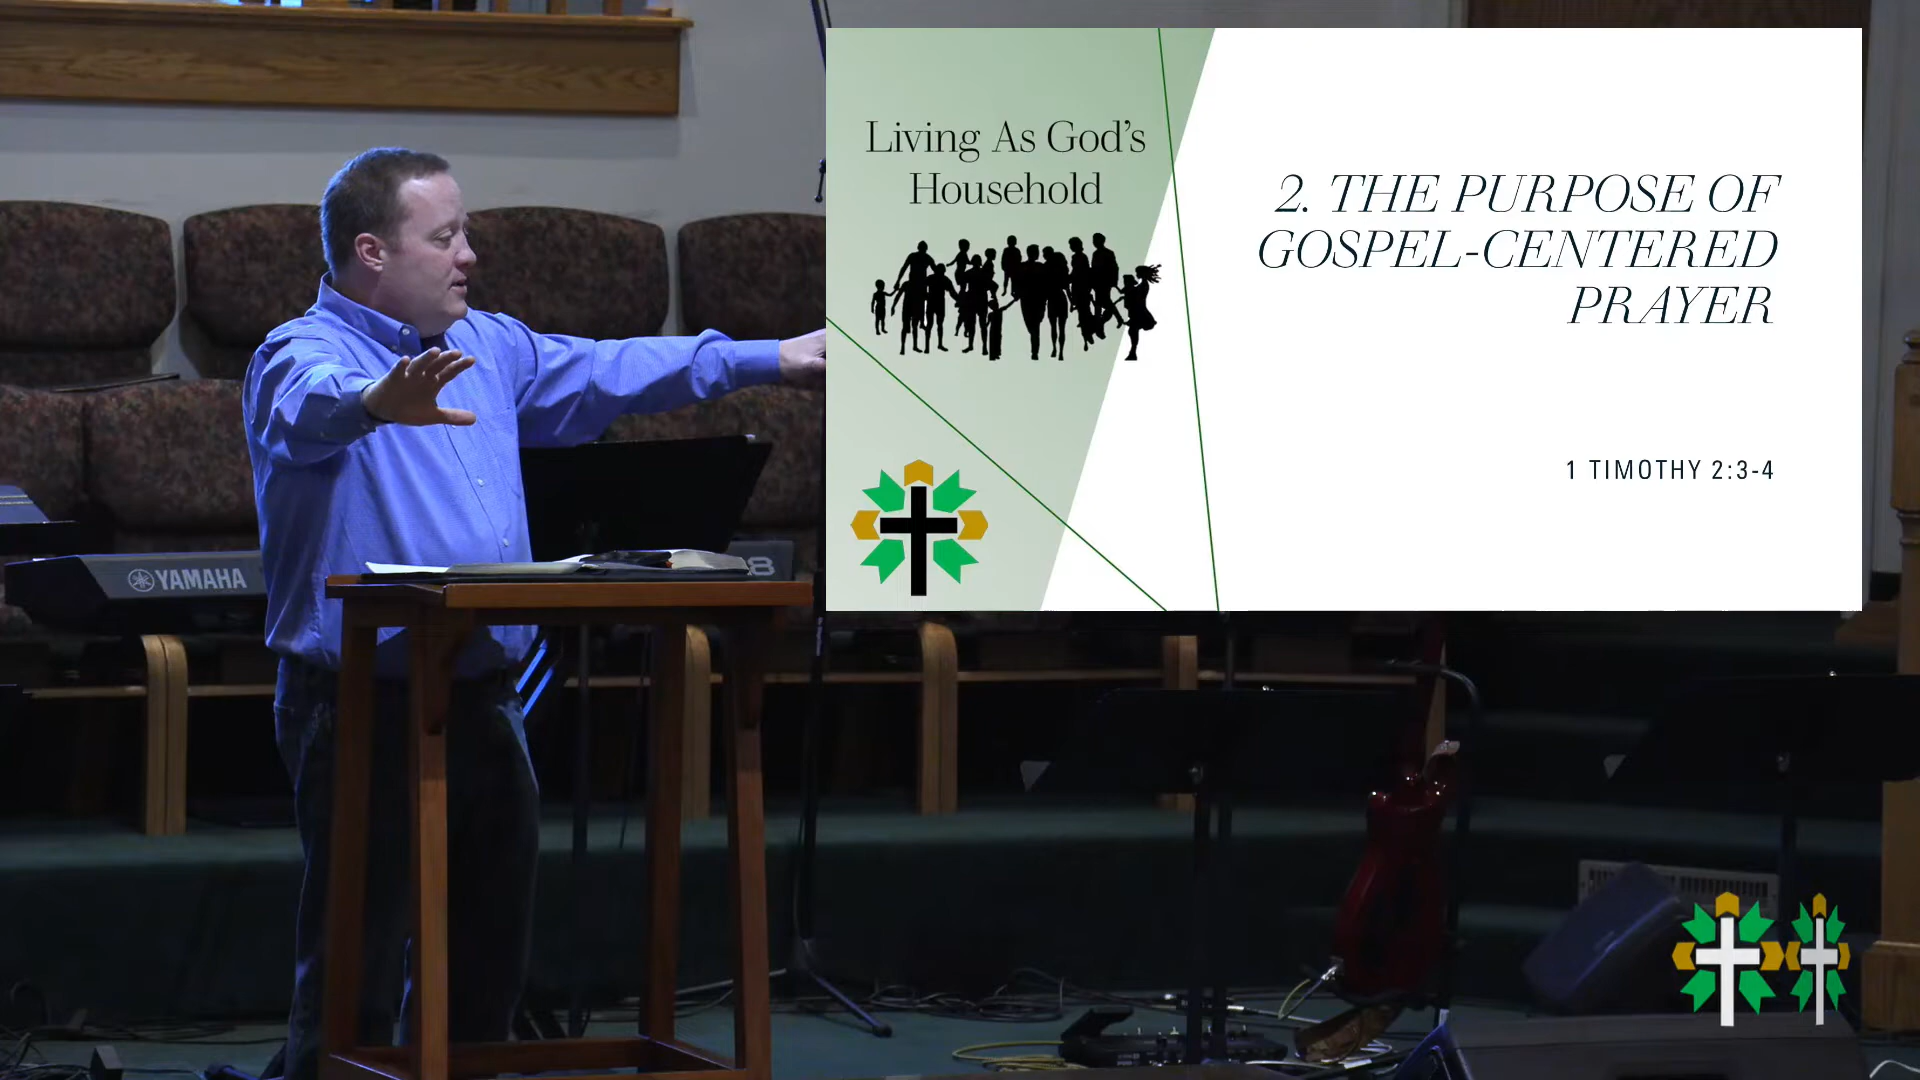 Living As God's
Household
2. THE PURPOSE OF
GOSPEL-CENTERED
PRAYER
1 TIMOTHY 2:3-4
YAMAHA